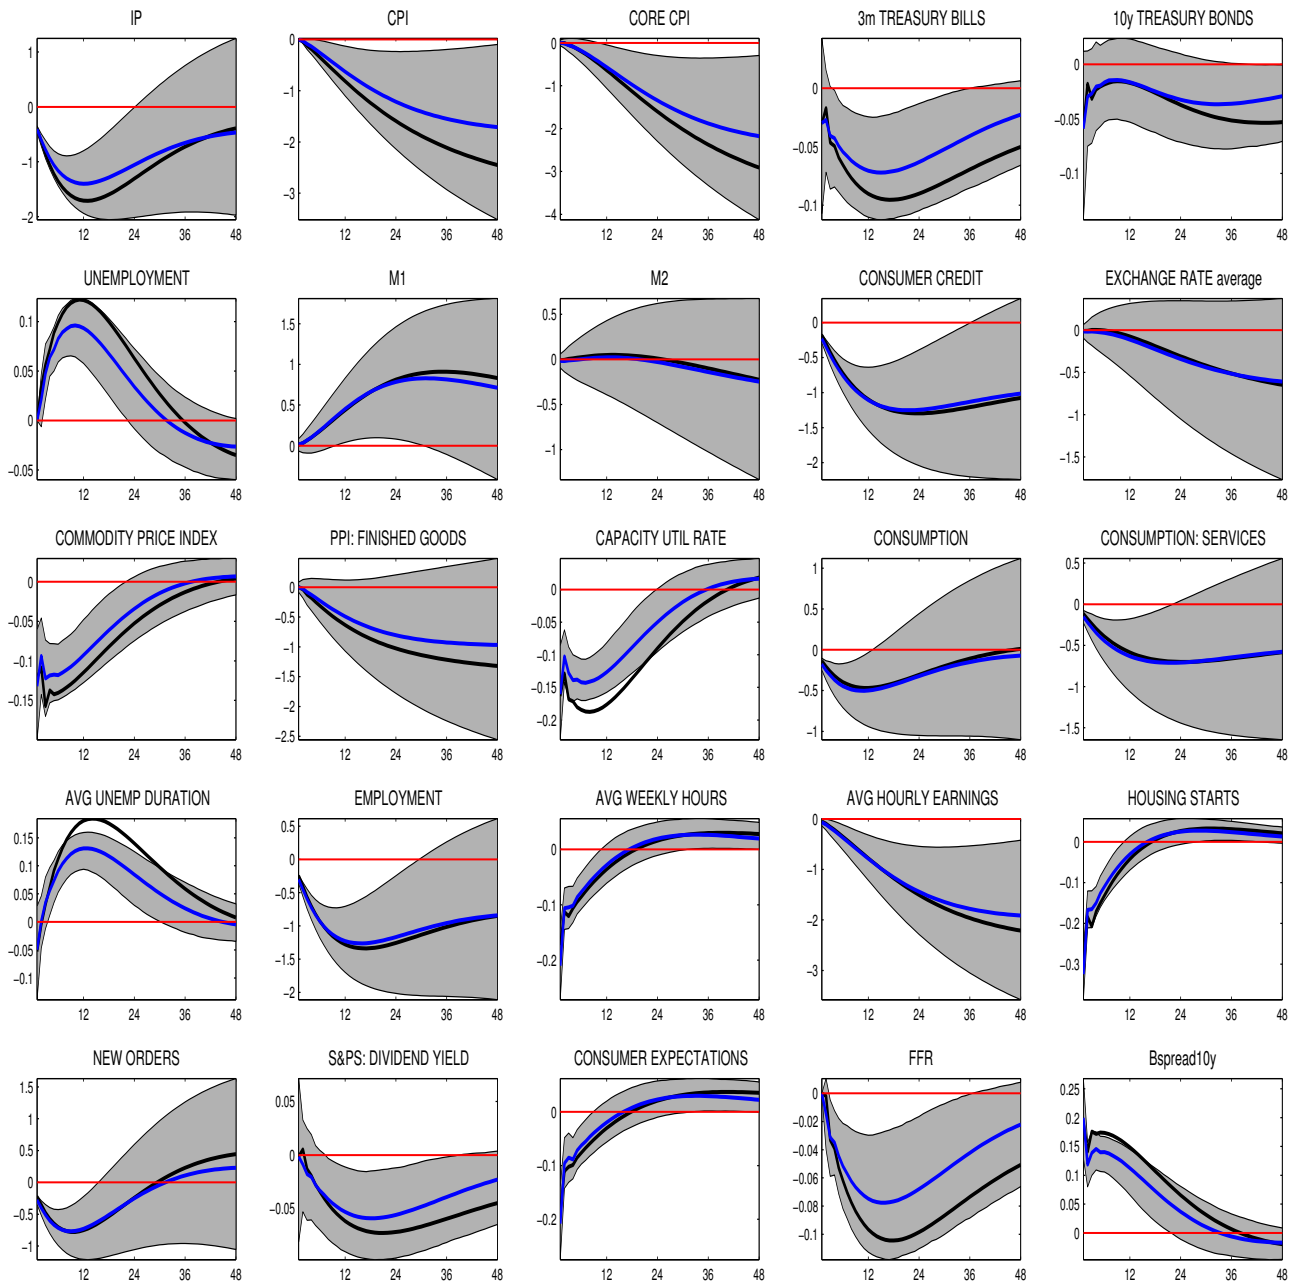 IP CPI CORE CPI 3m TREASURY BILLS 10y TREASURY BONDS
1 0 −1 −2 12 24 36 48
0 −1 −2 −3 12 24 36 48
0 −1 −2 −3 −4 12 24 36 48
0 −0.05 −0.1 12 24 36 48
0 −0.05 −0.1 12 24 36 48
UNEMPLOYMENT M1 M2 CONSUMER CREDIT EXCHANGE RATE average
0.1 0.05 0 −0.05 12 24 36 48
1.5 1 0.5 0 12 24 36 48
0.5 0 −0.5 −1 12 24 36 48
0 −0.5 −1 −1.5 −2 12 24 36 48
0 −0.5 −1 −1.5 12 24 36 48
COMMODITY PRICE INDEX PPI: FINISHED GOODS CAPACITY UTIL RATE CONSUMPTION CONSUMPTION: SERVICES
0 −0.05 −0.1 −0.15 12 24 36 48
0 −0.5 −1 −1.5 −2 −2.5 12 24 36 48
0 −0.05 −0.1 −0.15 −0.2 12 24 36 48
1 0.5 0 −0.5 −1 12 24 36 48
0.5 0 −0.5 −1 −1.5 12 24 36 48
AVG UNEMP DURATION EMPLOYMENT AVG WEEKLY HOURS AVG HOURLY EARNINGS HOUSING STARTS
0.15 0.1 0.05 0 −0.05 −0.1 12 24 36 48
0.5 0 −0.5 −1 −1.5 −2 12 24 36 48
0 −0.1 −0.2 12 24 36 48
0 −1 −2 −3 12 24 36 48
0 −0.1 −0.2 −0.3 12 24 36 48
NEW ORDERS S&PS: DIVIDEND YIELD CONSUMER EXPECTATIONS FFR Bspread10y
1.5 1 0.5 0 −0.5 −1 12 24 36 48
0.05 0 −0.05 12 24 36 48
0 −0.1 −0.2 12 24 36 48
0 −0.02 −0.04 −0.06 −0.08 −0.1 12 24 36 48
0.25 0.2 0.15 0.1 0.05 0 12 24 36 48